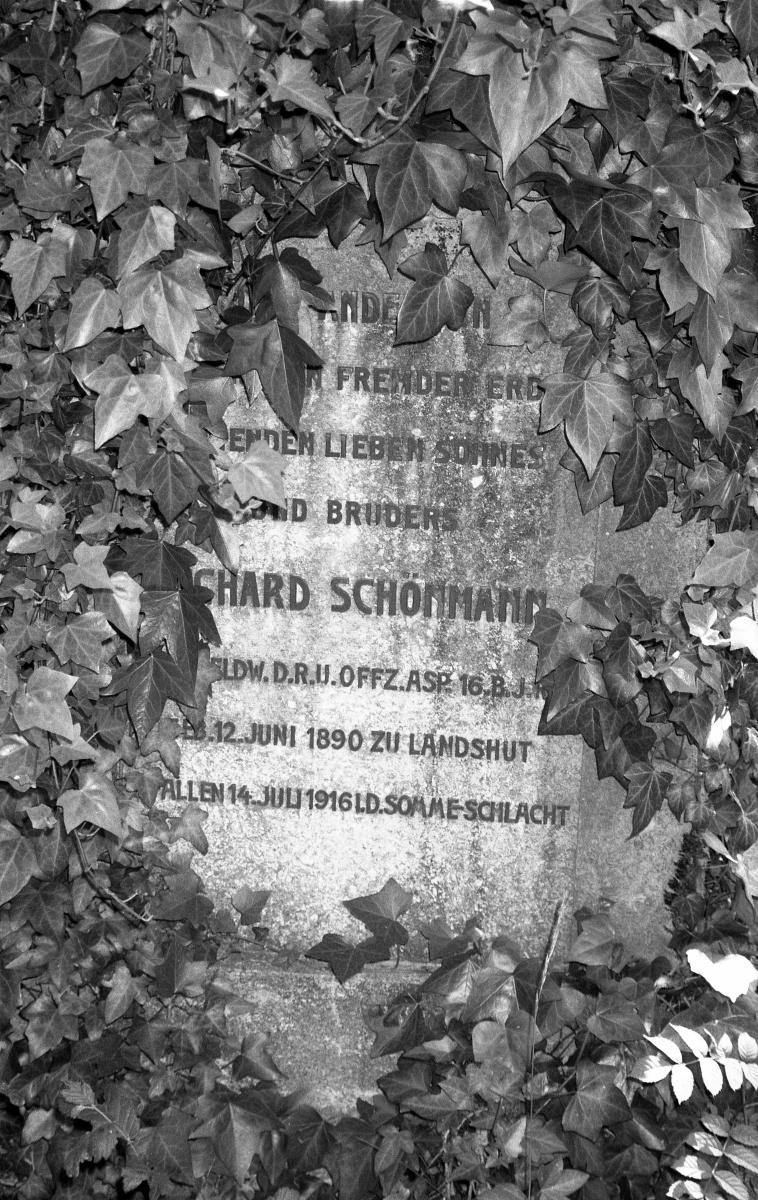 ANDE
N FREMDER ERD
ENDEN LIEBEN SOHNES
UND BRUDERS
CHARD SCHÖNMANN
ELDW. D.R.U.OFFZ.ASP. 16.B.J.
EB.12.JUNI 1890 ZU LANDSHUT
ALLEN 14.JULI 1916 I.D.SOMME-SCHLACHT